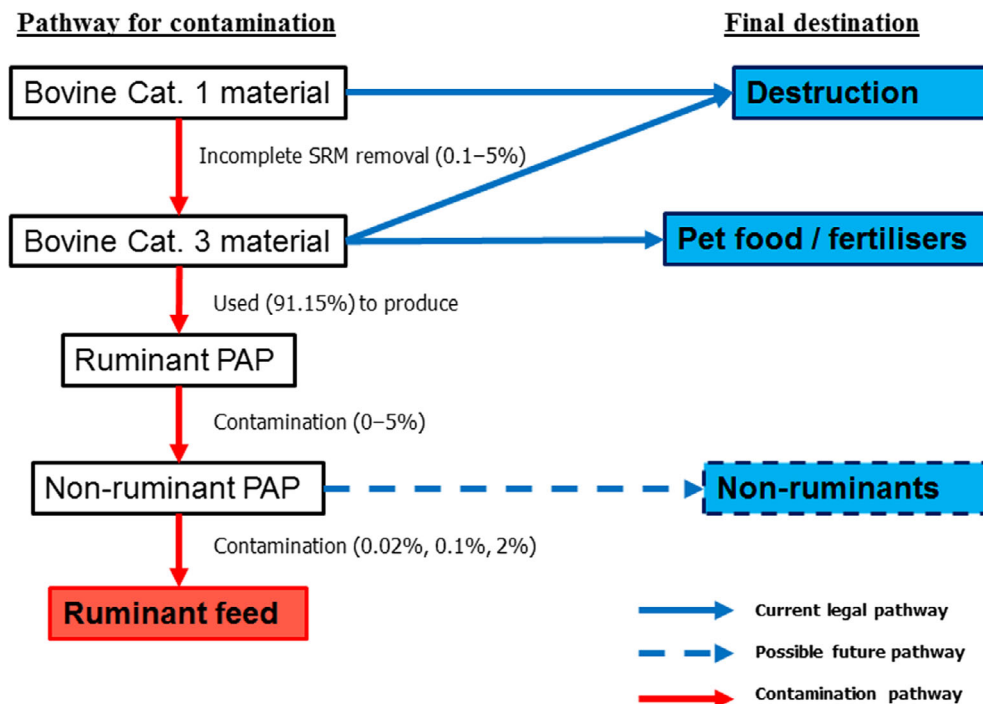 Pathway for contamination
Final destination
Bovine Cat. 1 material
Destruction
Incomplete SRM removal (0.1–5%)
Bovine Cat. 3 material
Pet food / fertilisers
Used (91.15%) to produce
Ruminant PAP
Contamination (0–5%)
Non-ruminant PAP
Non-ruminants
Contamination (0.02%, 0.1%, 2%)
Ruminant feed
Current legal pathway
Possible future pathway
Contamination pathway